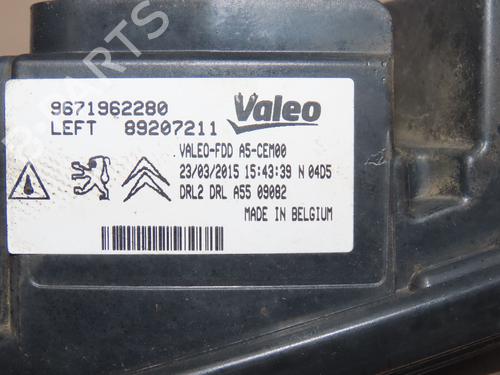 9671962280 Valeo
LEFT 89207211
VALEO-FDD A5-CEM00
23/03/2015 15:43:39 N 04D5
DRL2 DRL A55 09082
MADE IN BELGIUM
B-PARTS